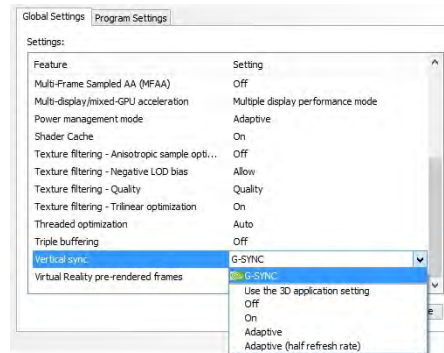 Global Settings Program Settings
Settings:
Feature Setting
Multi-Frame Sampled AA (MFAA) Off
Multi-display/mixed-GPU acceleration Multiple display performance mode
Power management mode Adaptive
Shader Cache On
Texture filtering - Anisotropic sample opti... Off
Texture filtering - Negative LOD bias Allow
Texture filtering - Quality Quality
Texture filtering - Trilinear optimization On
Threaded optimization Auto
Triple buffering Off
Vertical sync G-SYNC
Virtual Reality pre-rendered frames G-SYNC
Use the 3D application setting
Off
On
Adaptive
Adaptive (half refresh rate)